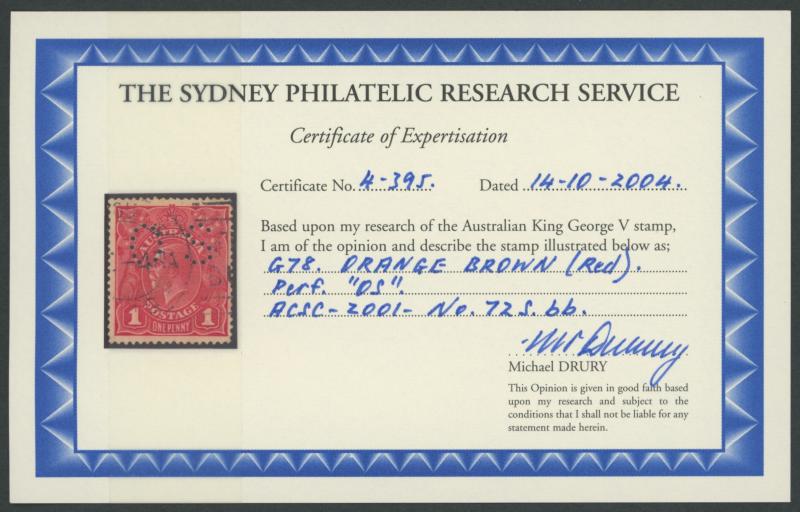 THE SYDNEY PHILATELIC RESEARCH SERVICE
Certificate of Expertisation
Certificate No. 4-395. Dated 14-10-2004.
Based upon my research of the Australian King George V stamp,
I am of the opinion and describe the stamp illustrated below as;
G78. ORANGE BROWN (Red).
Perf. "OS".
ACSC-2001- No. 72S.bb.
Michael DRURY
This Opinion is given in good faith based
upon my research and subject to the
conditions that I shall not be liable for any
statement made herein.
AUSTRALIA
OS
POSTAGE
1 ONE PENNY 1